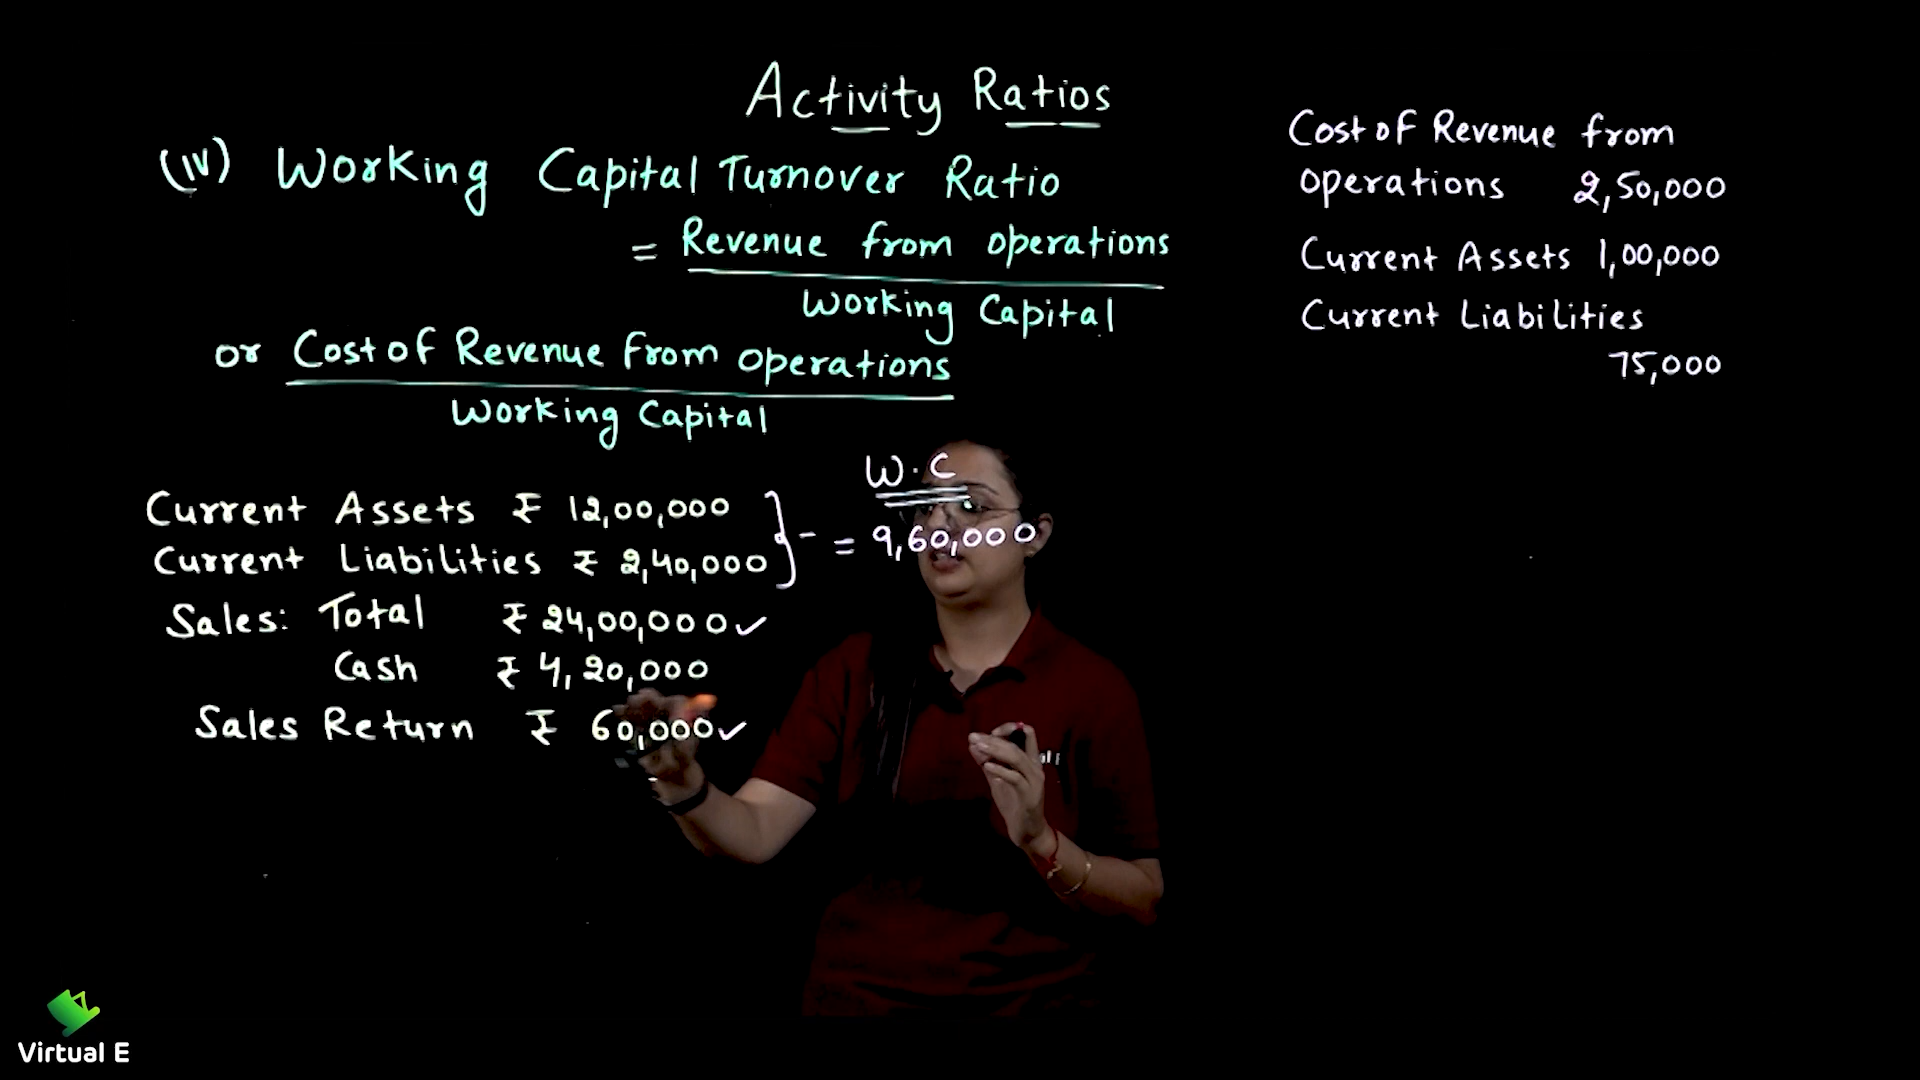 Activity Ratios
(iv) Working Capital Turnover Ratio
= Revenue from operations
Working Capital
or Cost of Revenue from operations
Working Capital
Current Assets ₹ 12,00,000
Current Liabilities ₹ 2,40,000
} - = 9,60,000
W.C
Sales: Total ₹ 24,00,000 ✓
Cash ₹ 4,20,000
Sales Return ₹ 60,000 ✓
Cost of Revenue from
operations 2,50,000
Current Assets 1,00,000
Current Liabilities
75,000
Virtual E